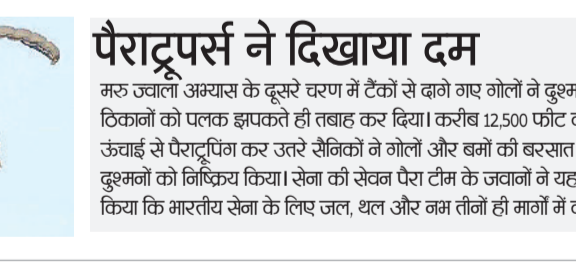 पैराट्रूपर्स ने दिखाया दम
मरु ज्वाला अभ्यास के दूसरे चरण में टैंकों से दागे गए गोलों ने
ठिकानों को पलक झपकते ही तबाह कर दिया। करीब 12,500 फीट
ऊंचाई से पैराट्रूपिंग कर उतरे सैनिकों ने गोलों और बमों की बरसात
दुश्मनों को निष्क्रिय किया। सेना की सेवन पैरा टीम के जवानों ने
किया कि भारतीय सेना के लिए जल, थल और नभ तीनों ही मार्गों में